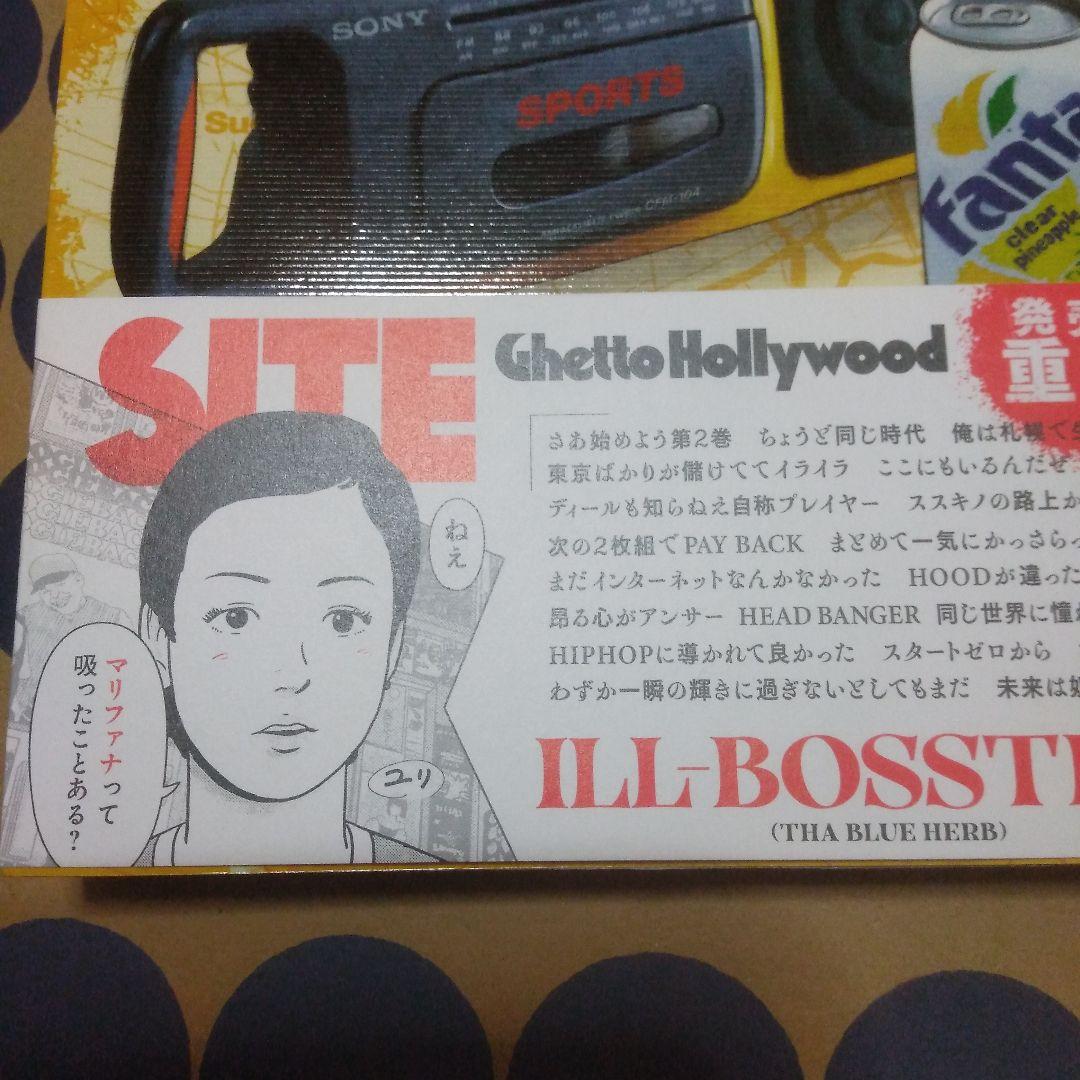 SONY
SPORTS
Fanta
clear
pineapple
SITE
Ghetto Hollywood
発売
重
さあ始めよう第2巻　ちょうど同じ時代　俺は札幌で
東京ばかりが儲けててイライラ　ここにもいるんだぜ
ディールも知らねえ自称プレイヤー　ススキノの路上か
次の2枚組でPAY BACK　まとめて一気にかっさらっ
まだインターネットなんかなかった　HOODが違った
昂る心がアンサー　HEAD BANGER　同じ世界に憧
HIPHOPに導かれて良かった　スタートゼロから
わずか一瞬の輝きに過ぎないとしてもまだ　未来は
ILL-BOSST
(THA BLUE HERB)
ねえ
マリファナって
吸ったことある?
ユリ